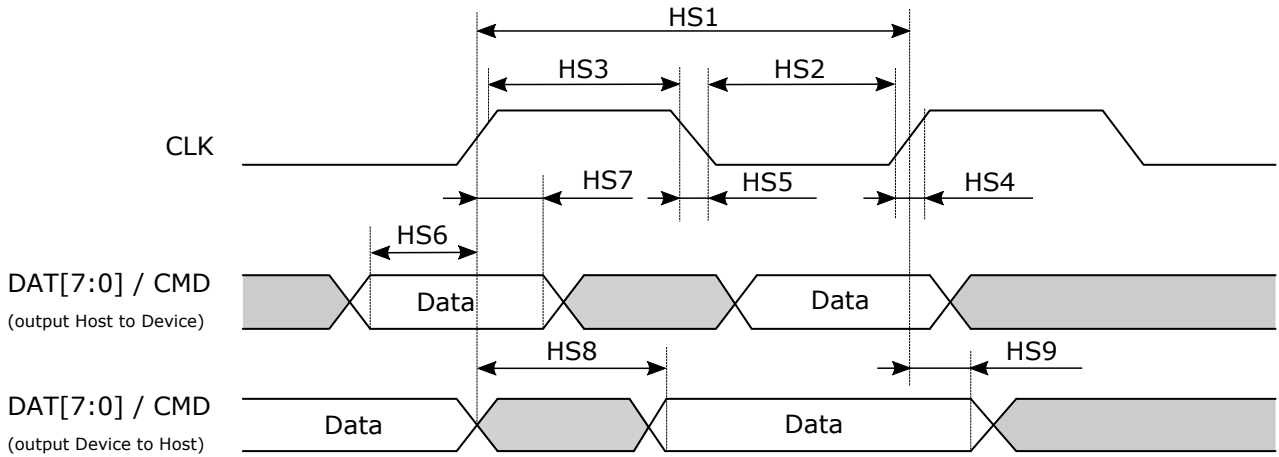 HS1
HS3 HS2
CLK
HS7 HS5 HS4
HS6
DAT[7:0] / CMD Data Data
(output Host to Device)
HS8 HS9
DAT[7:0] / CMD Data Data
(output Device to Host)